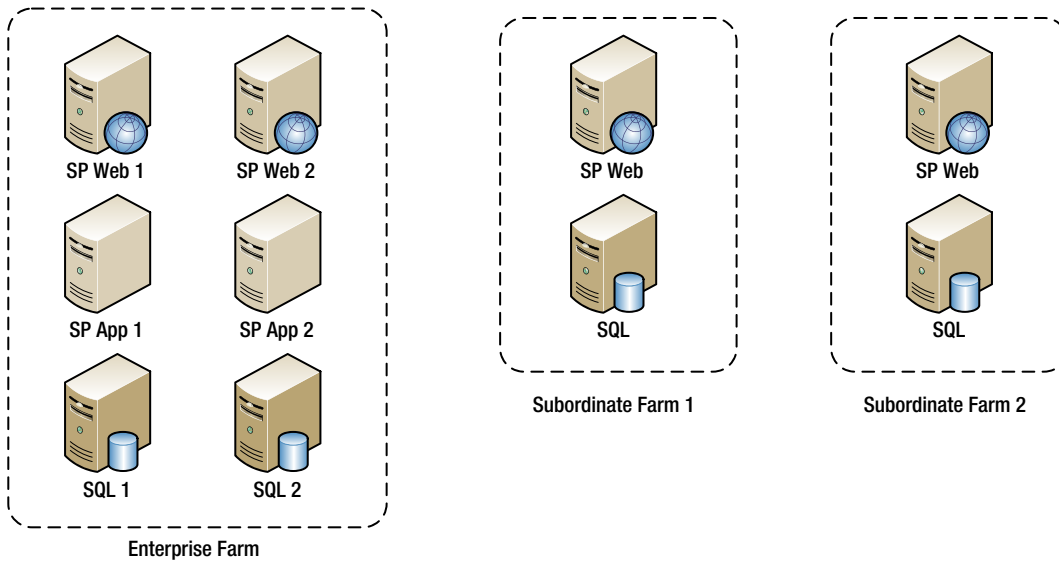 SP Web 1
SP Web 2
SP App 1
SP App 2
SQL 1
SQL 2
Enterprise Farm
SP Web
SQL
Subordinate Farm 1
SP Web
SQL
Subordinate Farm 2